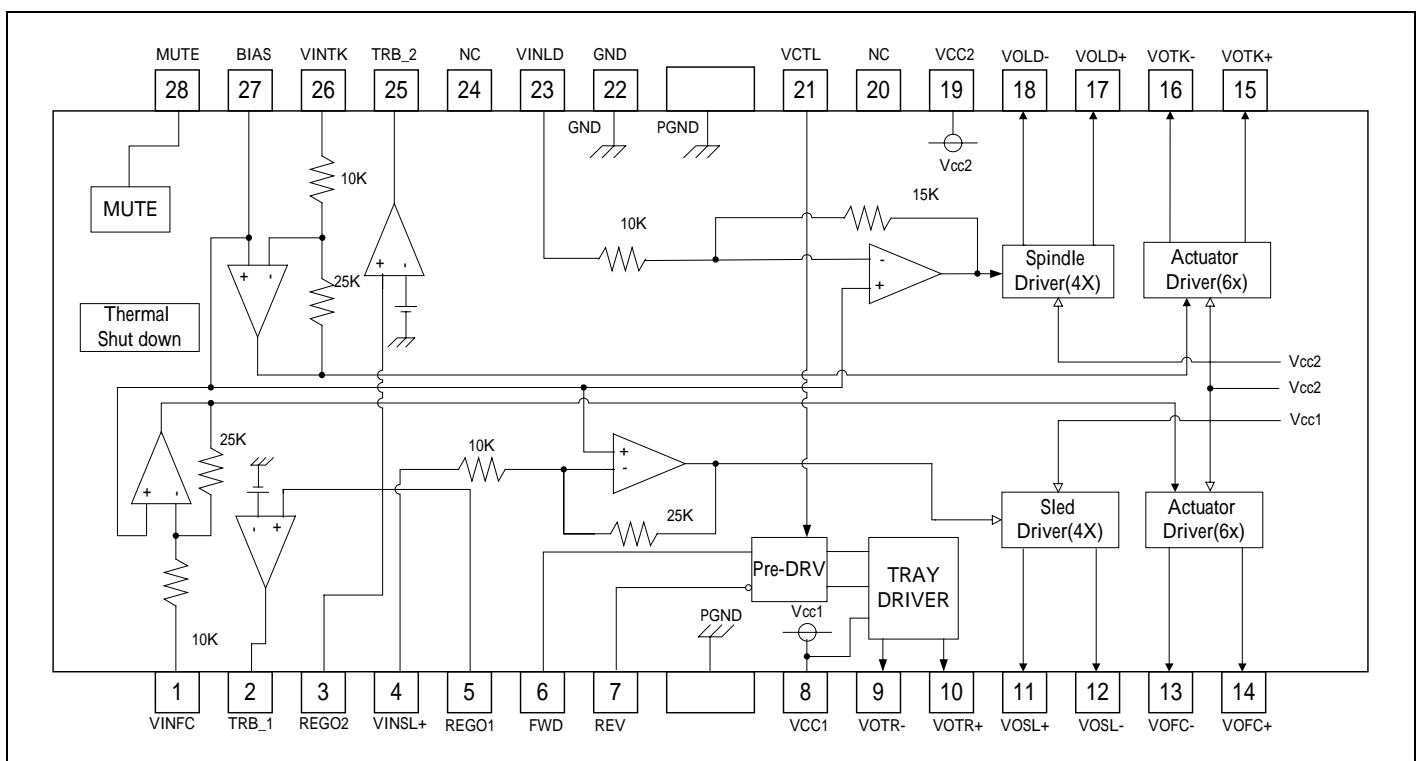 MUTE BIAS VINTK TRB_2 NC VINLD GND VCTL NC VCC2 VOLD- VOLD+ VOTK- VOTK+
28 27 26 25 24 23 22 21 20 19 18 17 16 15
GND PGND
Vcc2
10K
15K
MUTE
10K
+ -
+ -
25K
-
+
Spindle
Driver(4X)
Actuator
Driver(6x)
Thermal
Shut down
Vcc2
Vcc2
Vcc1
25K
10K
+
-
+ -
- +
25K
Sled
Driver(4X)
Actuator
Driver(6x)
Pre-DRV
TRAY
DRIVER
Vcc1
PGND
10K
1 2 3 4 5 6 7 8 9 10 11 12 13 14
VINFC TRB_1 REGO2 VINSL+ REGO1 FWD REV VCC1 VOTR- VOTR+ VOSL+ VOSL- VOFC- VOFC+